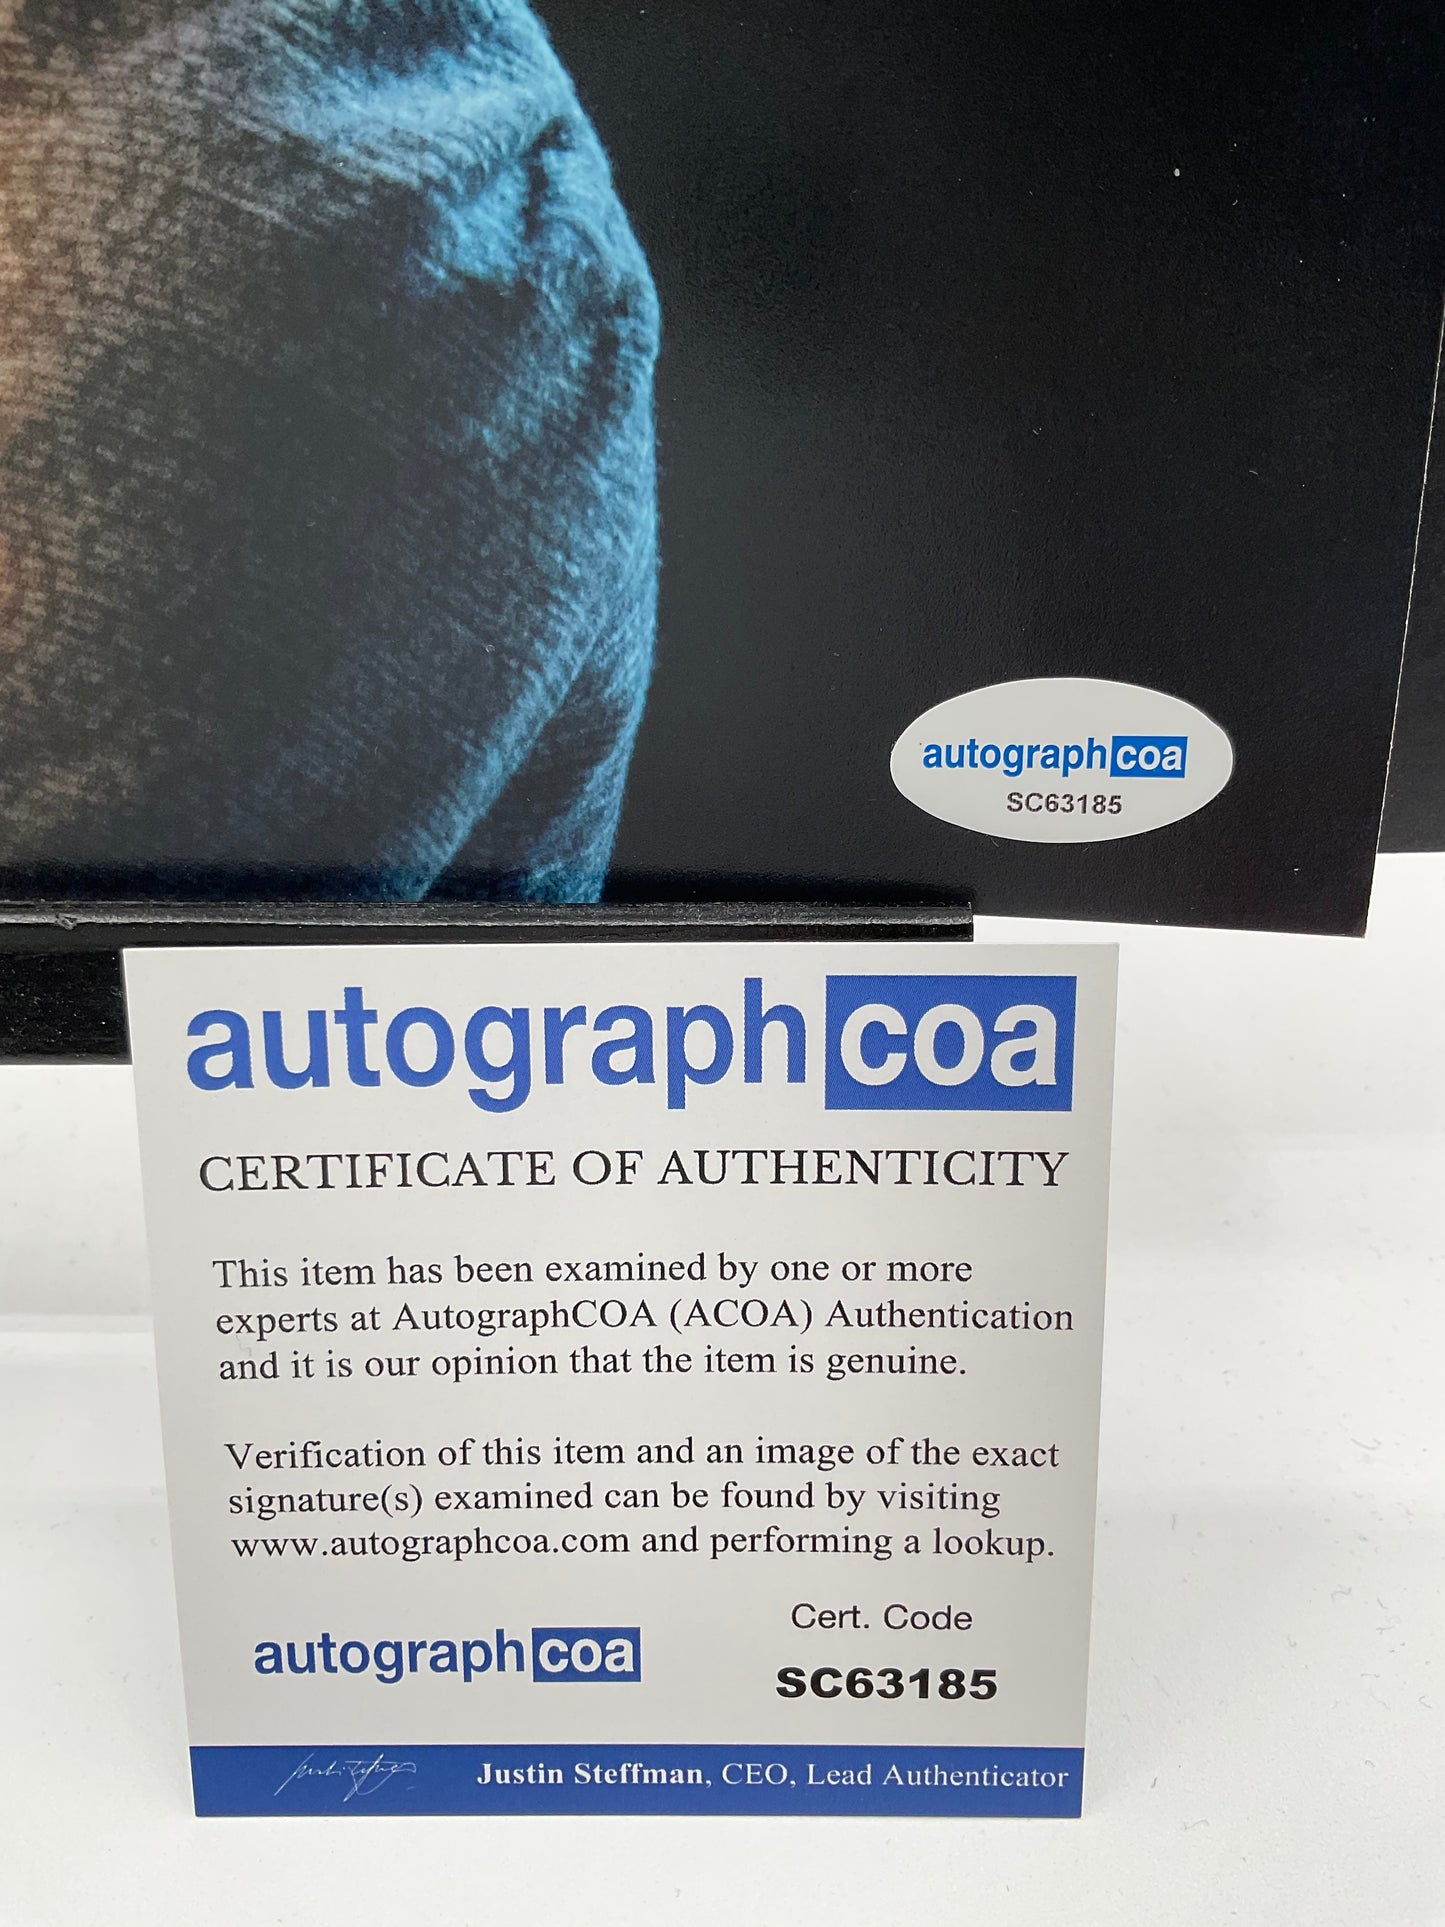 autographcoa
SC63185
autographcoa
CERTIFICATE OF AUTHENTICITY
This item has been examined by one or more
experts at AutographCOA (ACOA) Authentication
and it is our opinion that the item is genuine.
Verification of this item and an image of the exact
signature(s) examined can be found by visiting
www.autographcoa.com and performing a lookup.
Cert. Code
autographcoa
SC63185
Justin Steffman, CEO, Lead Authenticator